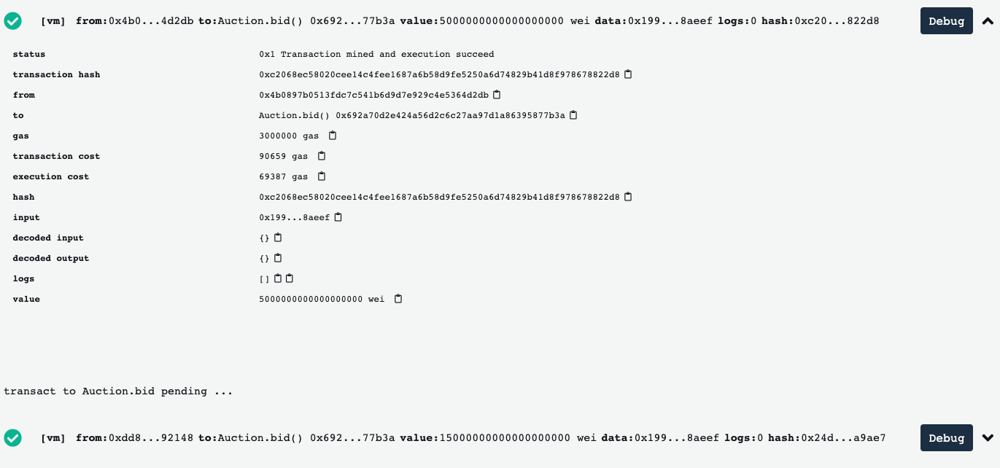 [vm] from:0x4b0...4d2db to:Auction.bid() 0x692...77b3a value:5000000000000000000 wei data:0x199...8aeef logs:0 hash:0xc20...822d8 Debug
status 0x1 Transaction mined and execution succeed
transaction hash 0xc2068ec58020cee14c4fee1687a6b58d9fe5250a6d74829b41d8f978678822d8
from 0x4b0897b0513fdc7c541b6d9d7e929c4e5364d2db
to Auction.bid() 0x692a70d2e424a56d2c6c27aa97d1a86395877b3a
gas 3000000 gas
transaction cost 90659 gas
execution cost 69387 gas
hash 0xc2068ec58020cee14c4fee1687a6b58d9fe5250a6d74829b41d8f978678822d8
input 0x199...8aeef
decoded input {}
decoded output {}
logs []
value 5000000000000000000 wei
transact to Auction.bid pending ...
[vm] from:0xdd8...92148 to:Auction.bid() 0x692...77b3a value:15000000000000000000 wei data:0x199...8aeef logs:0 hash:0x24d...a9ae7 Debug